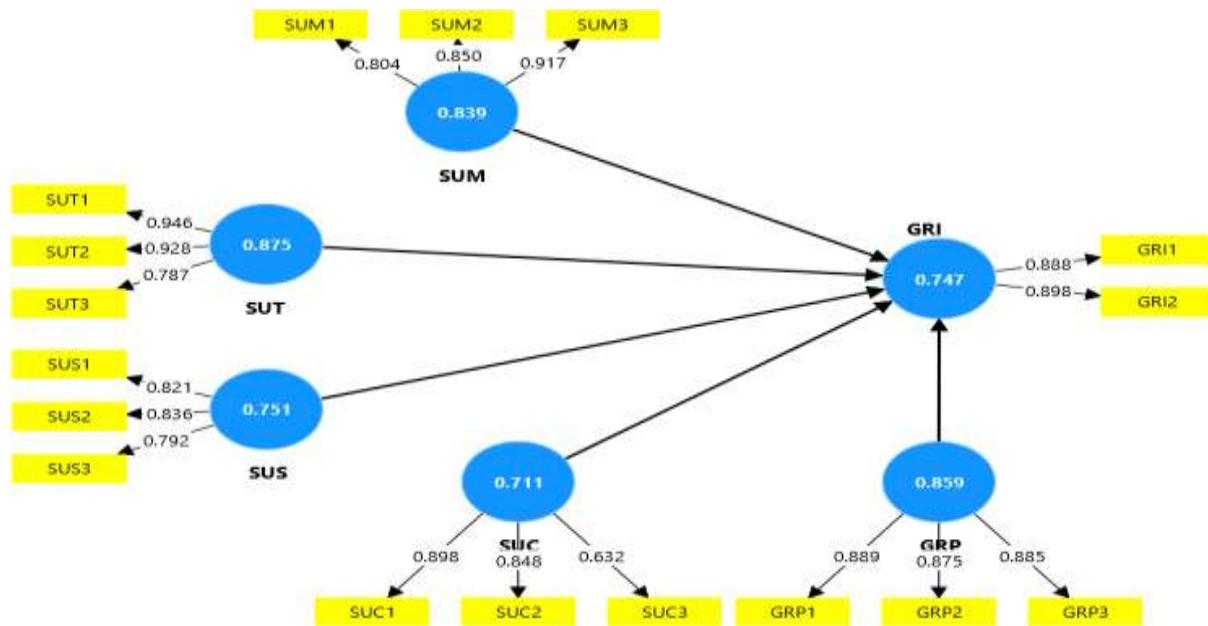 SUM1
SUM2
SUM3
0.804
0.850
0.917
0.839
SUM
SUT1
SUT2
SUT3
0.946
0.928
0.787
0.875
SUT
GRI
0.747
0.888
0.898
GRI1
GRI2
SUS1
SUS2
SUS3
0.821
0.836
0.792
0.751
SUS
0.711
SUC
0.898
0.848
0.632
SUC1
SUC2
SUC3
0.859
GRP
0.889
0.875
0.885
GRP1
GRP2
GRP3